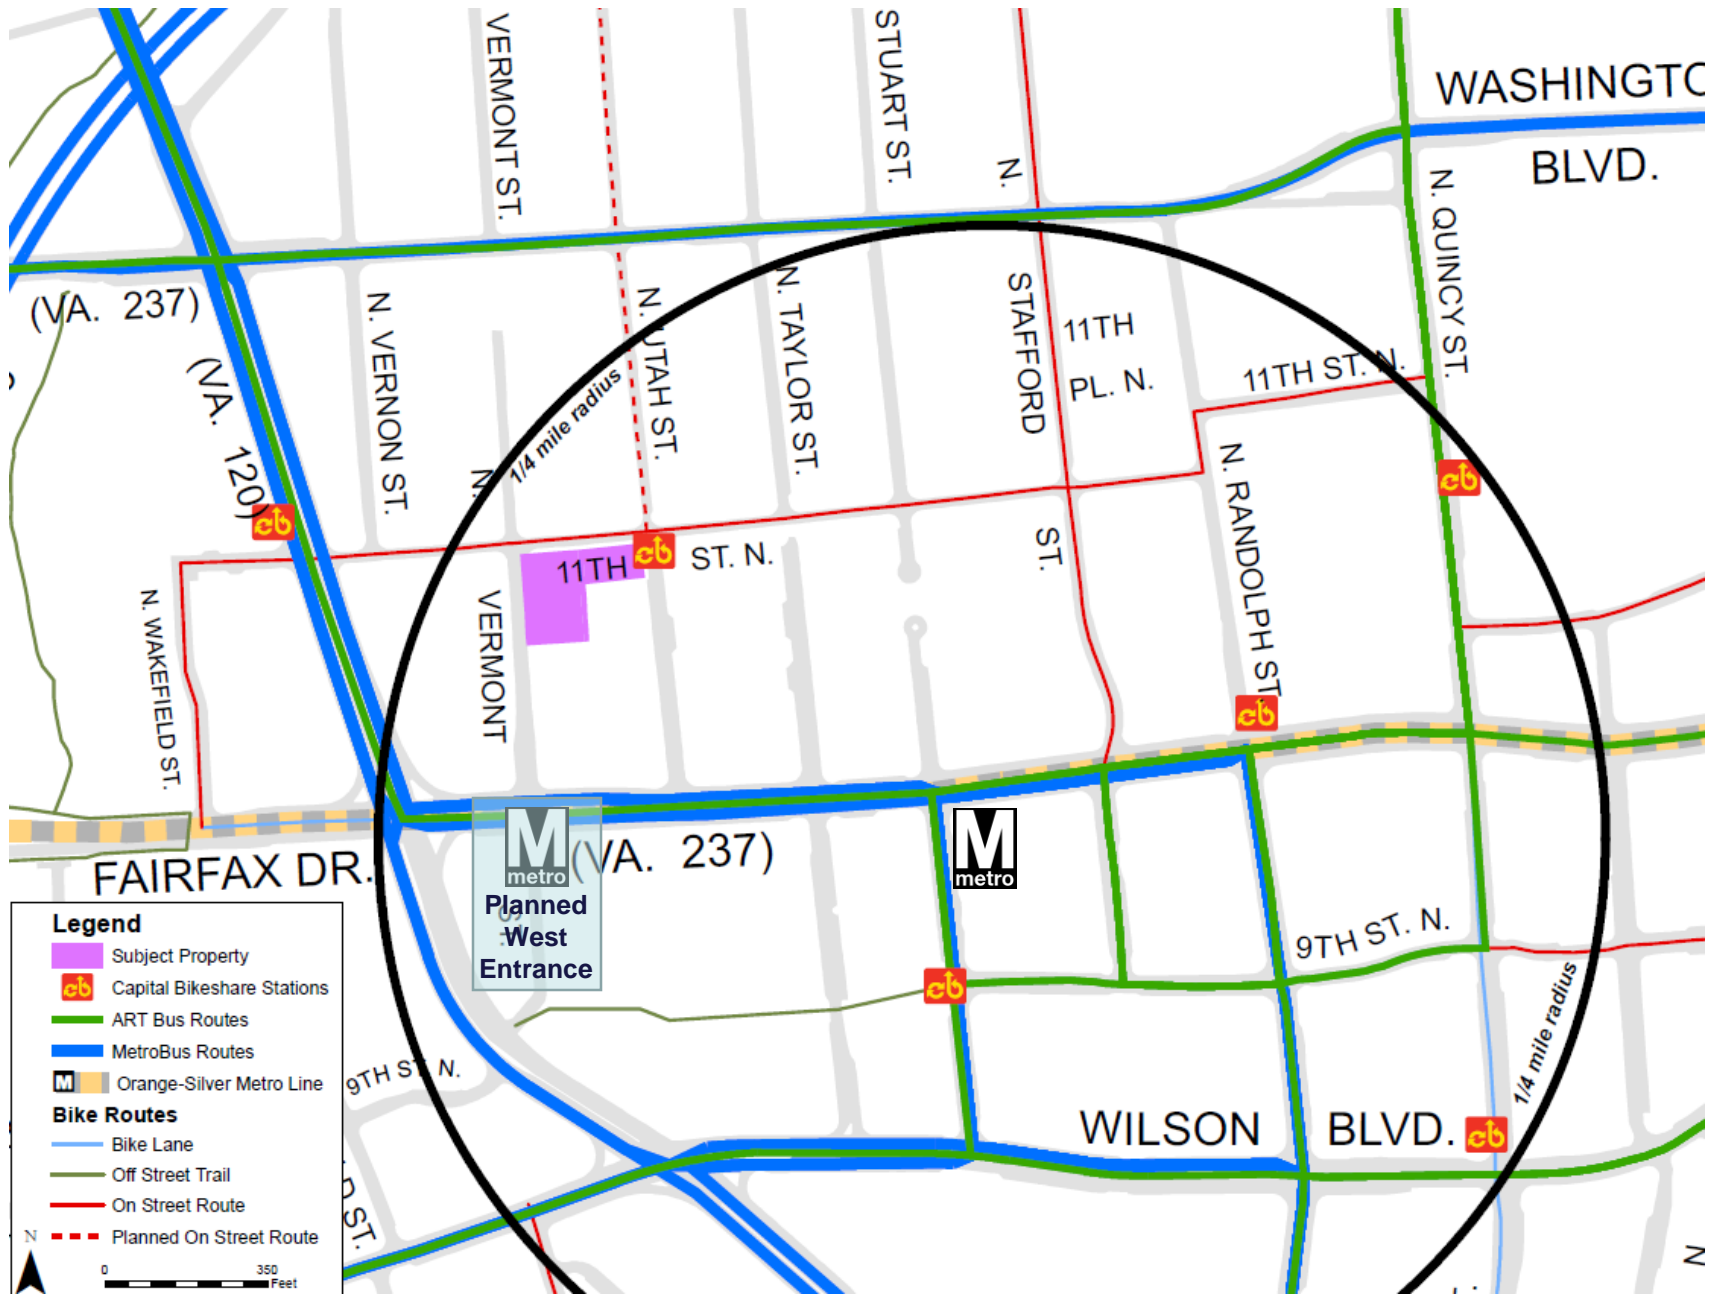 VERMONT ST.
STUART ST.
WASHINGTO
BLVD.
N.
N. QUINCY ST.
(VA. 237)
N. VERNON ST.
N. UTAH ST.
N. TAYLOR ST.
STAFFORD
11TH
PL. N.
11TH ST. N.
(VA. 120)
1/4 mile radius
N.
N. RANDOLPH ST.
11TH
ST. N.
ST.
N. WAKEFIELD ST.
VERMONT
FAIRFAX DR.
M
metro
Planned
West
Entrance
ST.
(VA. 237)
M
metro
9TH ST. N.
1/4 mile radius
9TH ST. N.
WILSON
BLVD.
D ST.
N
Legend
Subject Property
Capital Bikeshare Stations
ART Bus Routes
MetroBus Routes
M Orange-Silver Metro Line
Bike Routes
Bike Lane
Off Street Trail
On Street Route
Planned On Street Route
N
0 350
Feet